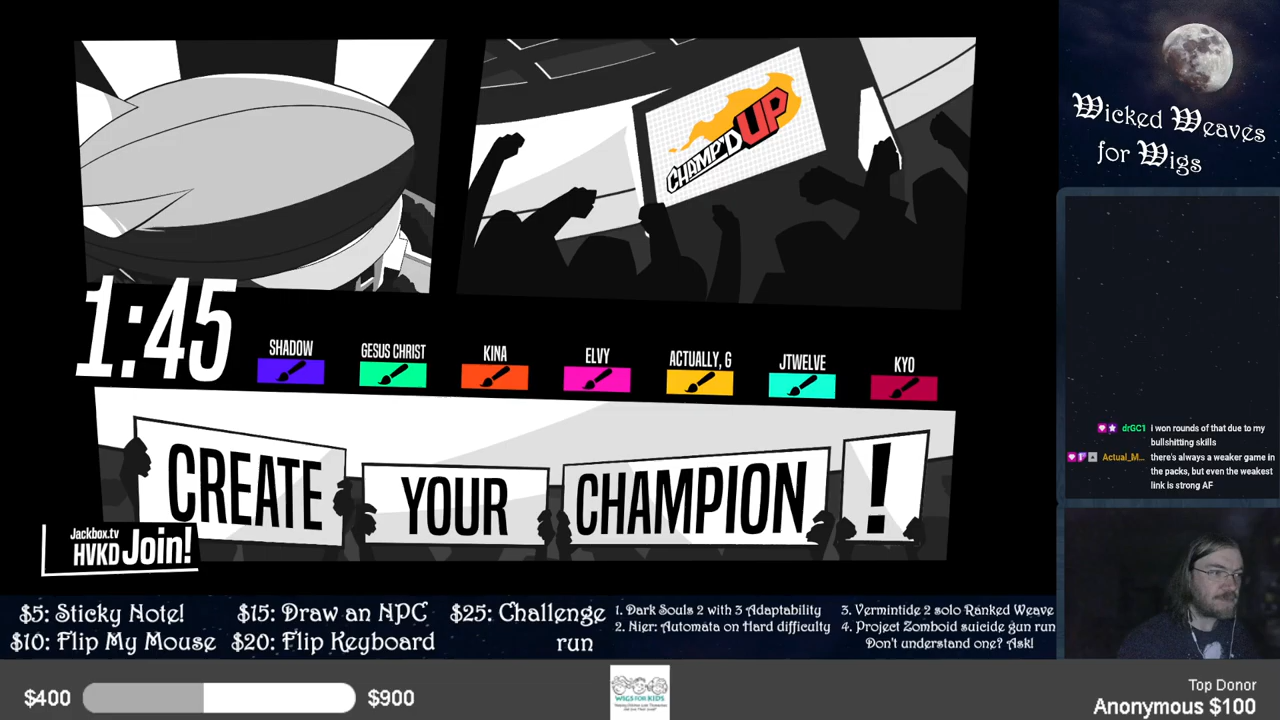 CHAMP'D UP
1:45
SHADOW
GESUS CHRIST
KINA
ELVY
ACTUALLY, G
JTWELVE
KYO
CREATE YOUR CHAMPION !
Jackbox.tv
HVKD Join!
Wicked Weaves
for Wigs
drGC1 i won rounds of that due to my
bullshitting skills
Actual_M... there's always a weaker game in
the packs, but even the weakest
link is strong AF
$5: Sticky Note!
$10: Flip My Mouse
$15: Draw an NPC
$20: Flip Keyboard
$25: Challenge
run
1. Dark Souls 2 with 3 Adaptability
2. Nier: Automata on Hard difficulty
3. Vermintide 2 solo Ranked Weave
4. Project Zomboid suicide gun run
Don't understand one? Ask!
$400
$900
WIGS FOR KIDS
Top Donor
Anonymous $100